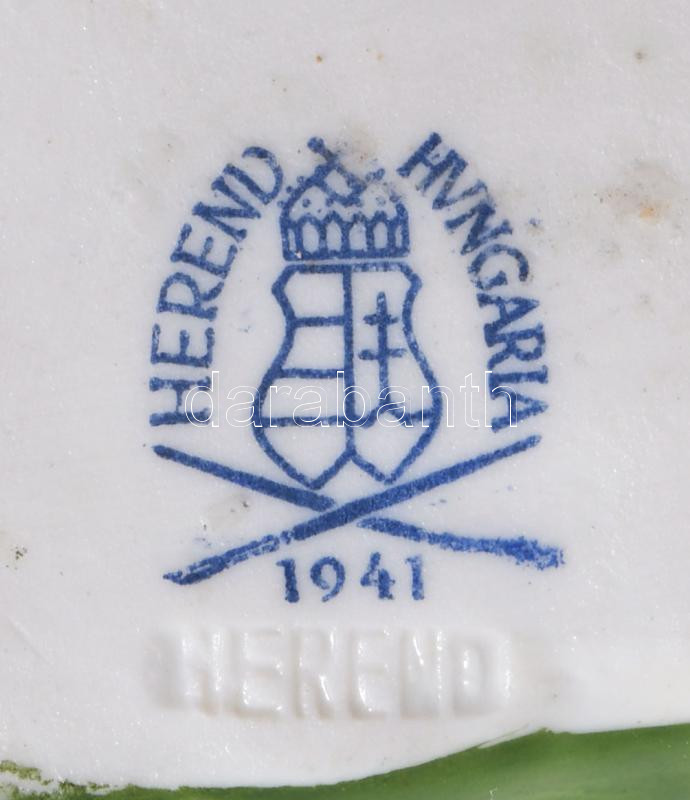 HEREND HVNGARIA
darabanth
1941
HEREND